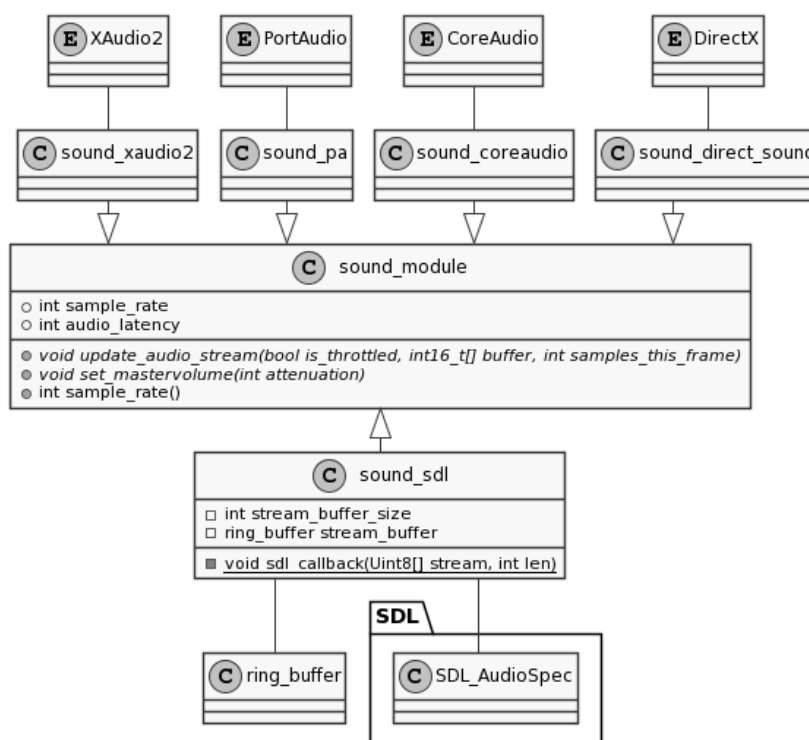 E XAudio2
E PortAudio
E CoreAudio
E DirectX
C sound_xaudio2
C sound_pa
C sound_coreaudio
C sound_direct_sound
C sound_module
int sample_rate
int audio_latency
void update_audio_stream(bool is_throttled, int16_t[] buffer, int samples_this_frame)
void set_mastervolume(int attenuation)
int sample_rate()
C sound_sdl
int stream_buffer_size
ring_buffer stream_buffer
void sdl_callback(Uint8[] stream, int len)
SDL
C ring_buffer
C SDL_AudioSpec